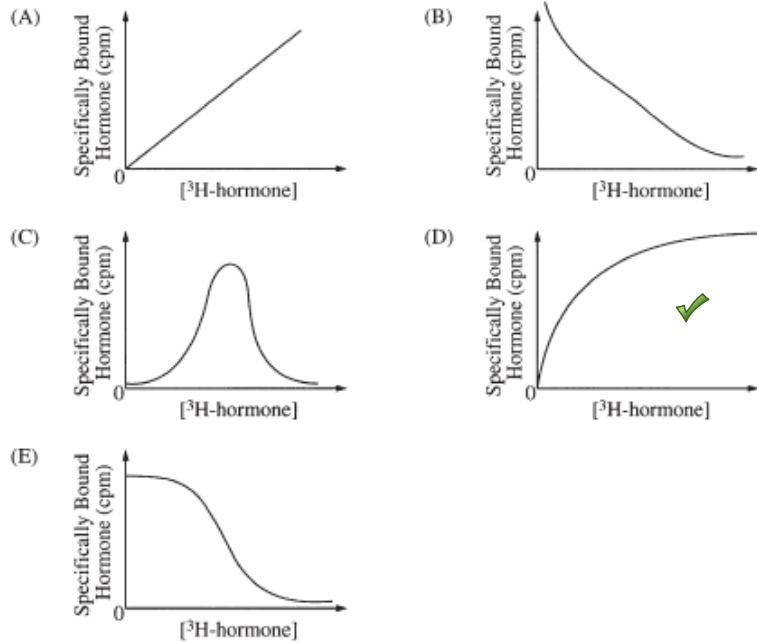 (A)
Specifically Bound
Hormone (cpm)
0
[³H-hormone]
(B)
Specifically Bound
Hormone (cpm)
0
[³H-hormone]
(C)
Specifically Bound
Hormone (cpm)
0
[³H-hormone]
(D)
Specifically Bound
Hormone (cpm)
0
[³H-hormone]
(E)
Specifically Bound
Hormone (cpm)
0
[³H-hormone]